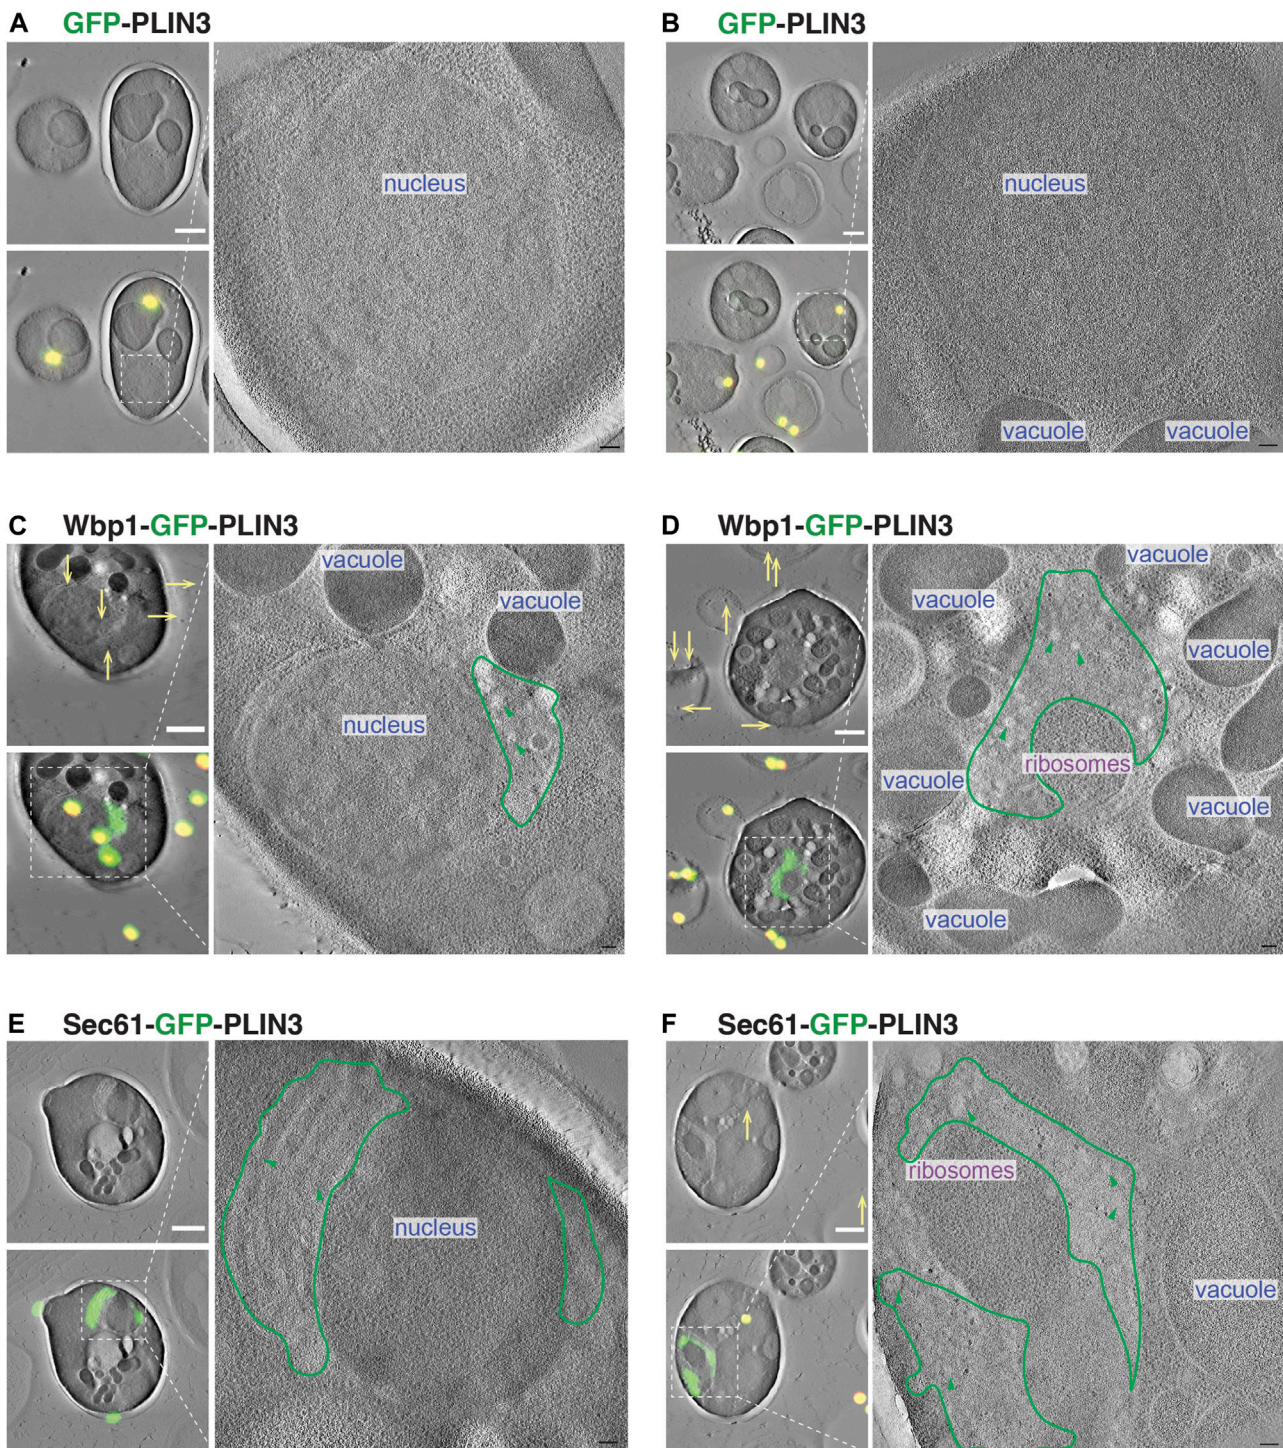 A GFP-PLIN3
nucleus
B GFP-PLIN3
nucleus
vacuole
vacuole
C Wbp1-GFP-PLIN3
vacuole
vacuole
nucleus
D Wbp1-GFP-PLIN3
vacuole
vacuole
vacuole
ribosomes
vacuole
vacuole
vacuole
E Sec61-GFP-PLIN3
nucleus
F Sec61-GFP-PLIN3
ribosomes
vacuole